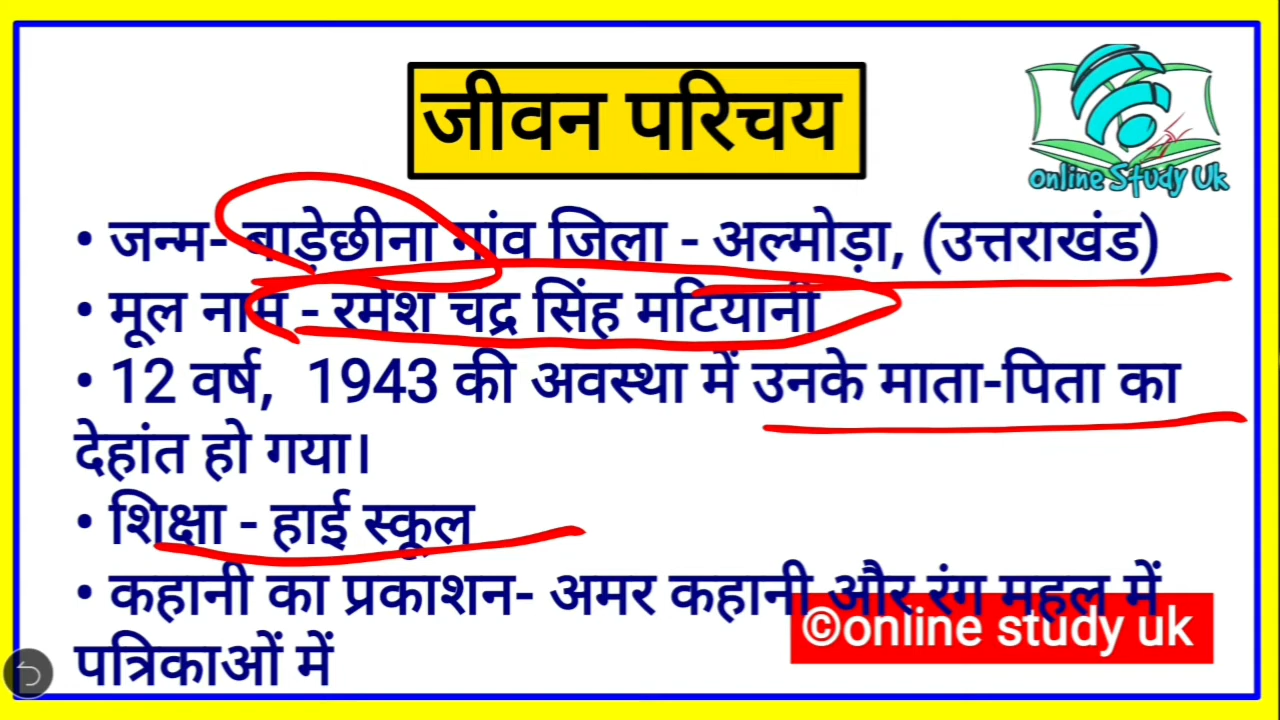 जीवन परिचय
Online Study Uk
• जन्म- बाड़ेछीना गांव जिला - अल्मोड़ा, (उत्तराखंड)
• मूल नाम - रमेश चद्र सिंह मटियानी
• 12 वर्ष, 1943 की अवस्था में उनके माता-पिता का
देहांत हो गया।
• शिक्षा - हाई स्कूल
• कहानी का प्रकाशन- अमर कहानी और रंग महल में
©online study uk
पत्रिकाओं में